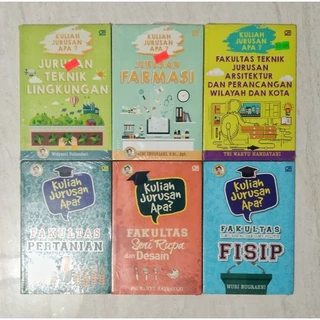 KULIAH
JURUSAN
APA?
JURUSAN
TEKNIK
LINGKUNGAN
KULIAH
JURUSAN
APA?
JURUSAN
FARMASI
KULIAH
JURUSAN
APA?
FAKULTAS TEKNIK
JURUSAN
ARSITEKTUR
DAN PERANCANGAN
WILAYAH DAN KOTA
TRI WAHYU HANDAYANI
Kuliah
Jurusan
Apa?
FAKULTAS
PERTANIAN
Kuliah
Jurusan
Apa?
FAKULTAS
Seni Rupa
dan Desain
Kuliah
Jurusan
Apa?
FAKULTAS
FISIP
NURI NUGRAENI